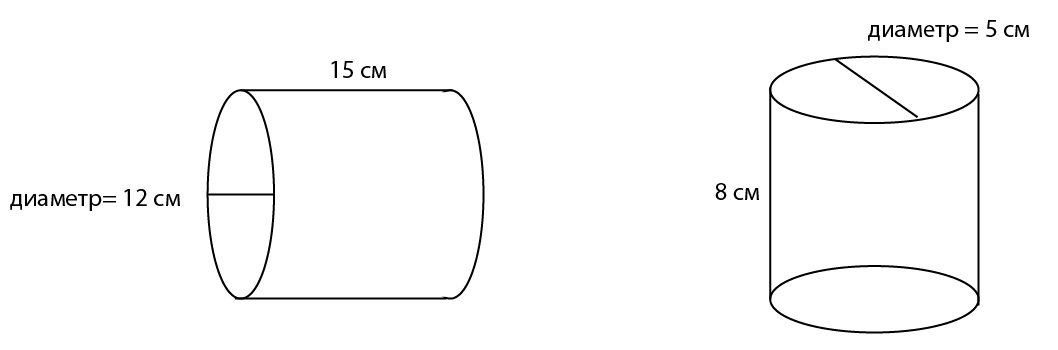 15 см
диаметр= 12 см
диаметр = 5 см
8 см